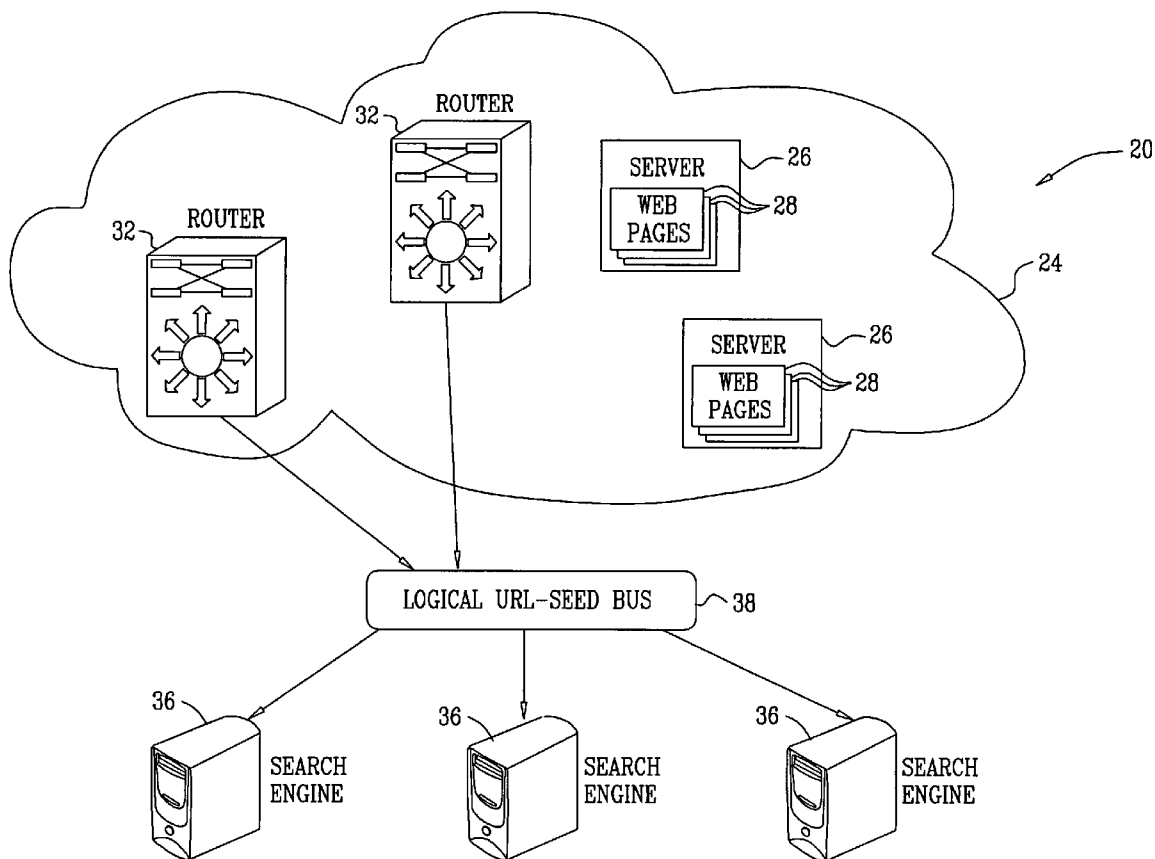 ROUTER
32
ROUTER
32
SERVER
26
WEB
PAGES
28
20
24
SERVER
26
WEB
PAGES
28
LOGICAL URL-SEED BUS
38
36
SEARCH
ENGINE
36
SEARCH
ENGINE
36
SEARCH
ENGINE